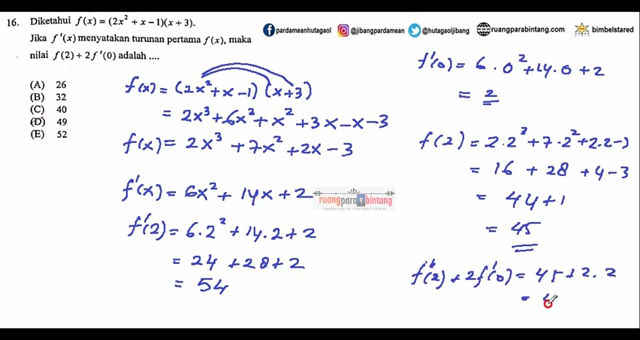 16. Diketahui f(x) = (2x² + x − 1)(x + 3).
Jika f'(x) menyatakan turunan pertama f(x), maka
nilai f(2) + 2f'(0) adalah ....
(A) 26
(B) 32
(C) 40
(D) 49
(E) 52
pardameanhutagaol @jibangpardamean @hutagaoljibang www.ruangparabintang.com bimbelstared
f(x) = (2x² + x − 1)(x + 3)
= 2x³ + 6x² + x² + 3x − x − 3
f(x) = 2x³ + 7x² + 2x − 3
f'(x) = 6x² + 14x + 2
f'(2) = 6.2² + 14.2 + 2
= 24 + 28 + 2
= 54
ruangparabintang
f'(0) = 6.0² + 14.0 + 2
= 2
f(2) = 2.2³ + 7.2² + 2.2 − 3
= 16 + 28 + 4 − 3
= 44 + 1
= 45
f(2) + 2f'(0) = 45 + 2.2
= 4